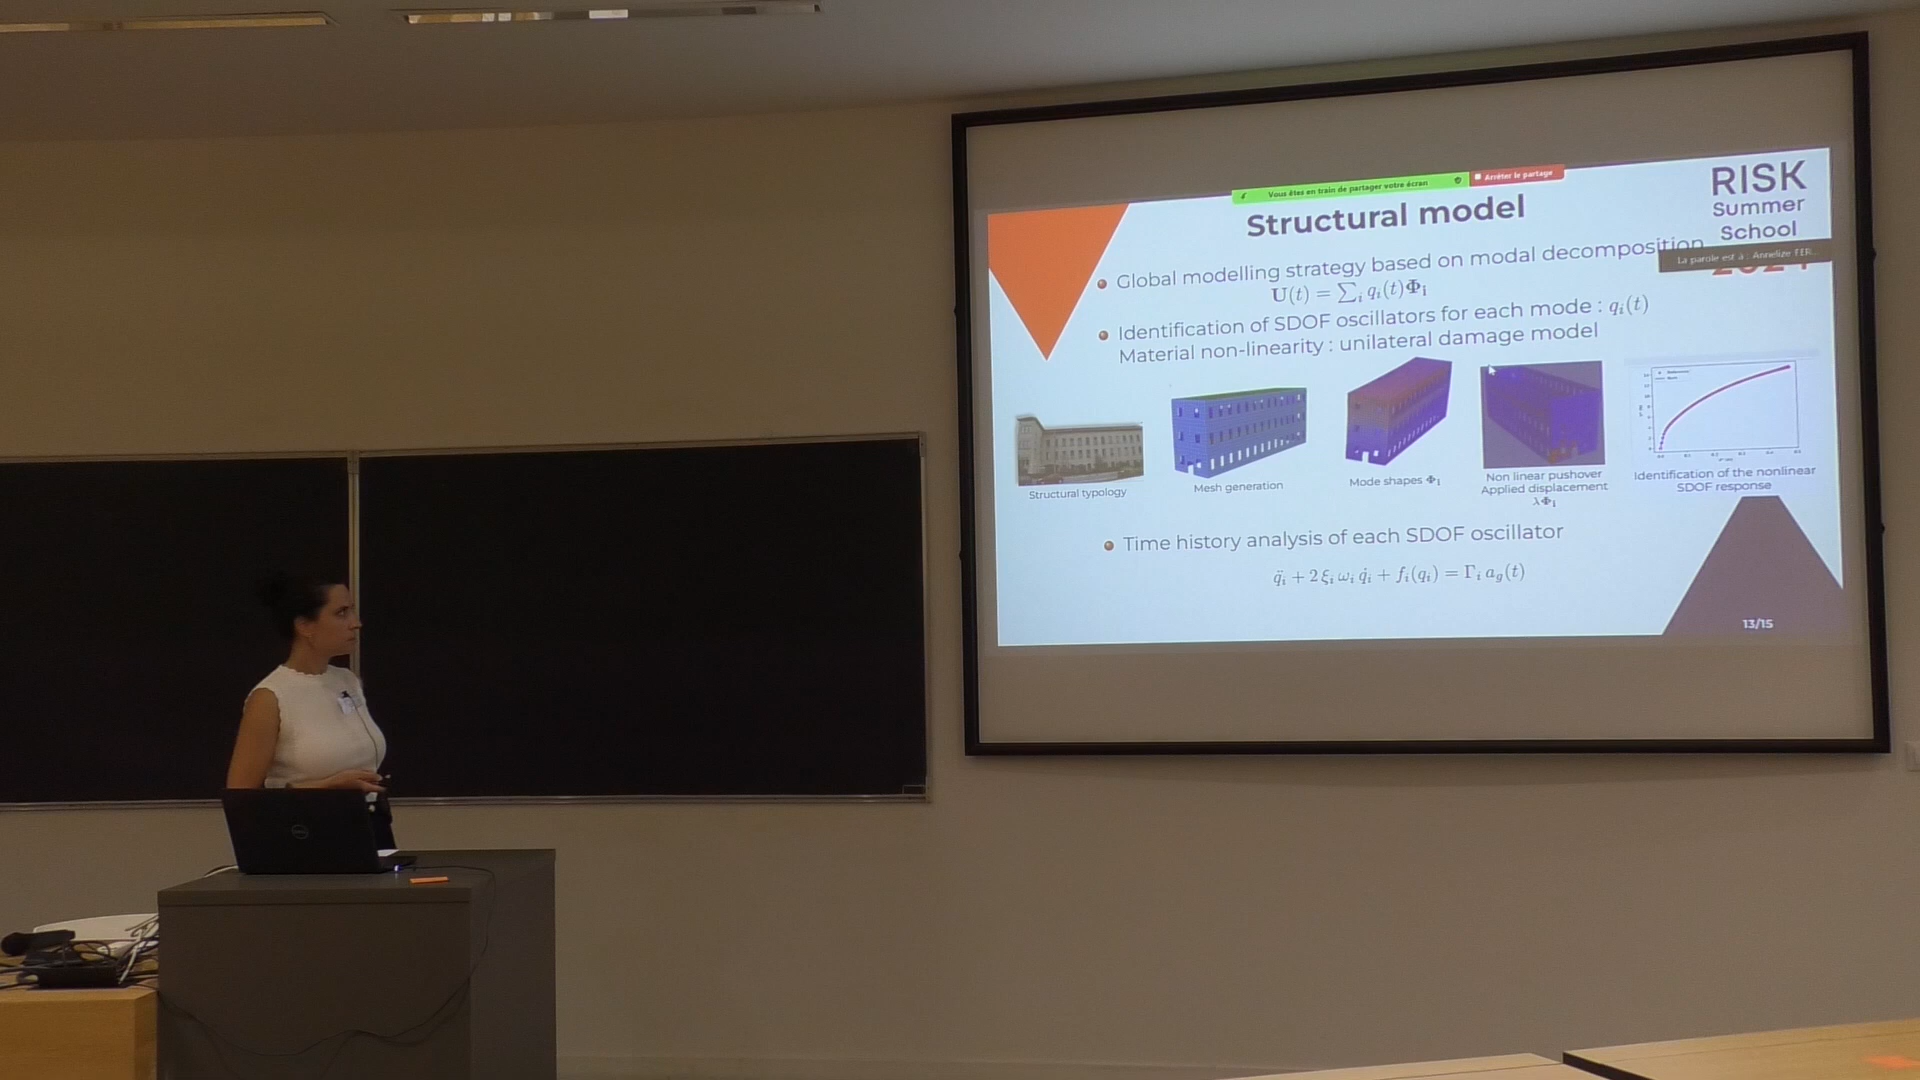 Vous êtes en train de partager votre écran
Arrêter le partage
RISK
Summer
School
La parole est à : Annelize FER...
Structural model
Global modelling strategy based on modal decomposition
U(t) = ∑ᵢ qᵢ(t)Φᵢ
Identification of SDOF oscillators for each mode : qᵢ(t)
Material non-linearity : unilateral damage model
Structural typology
Mesh generation
Mode shapes Φᵢ
Non linear pushover
Applied displacement
λΦᵢ
Identification of the nonlinear
SDOF response
Time history analysis of each SDOF oscillator
q̈ᵢ + 2 ξᵢ ωᵢ q̇ᵢ + fᵢ(qᵢ) = Γᵢ a_g(t)
13/15
DELL